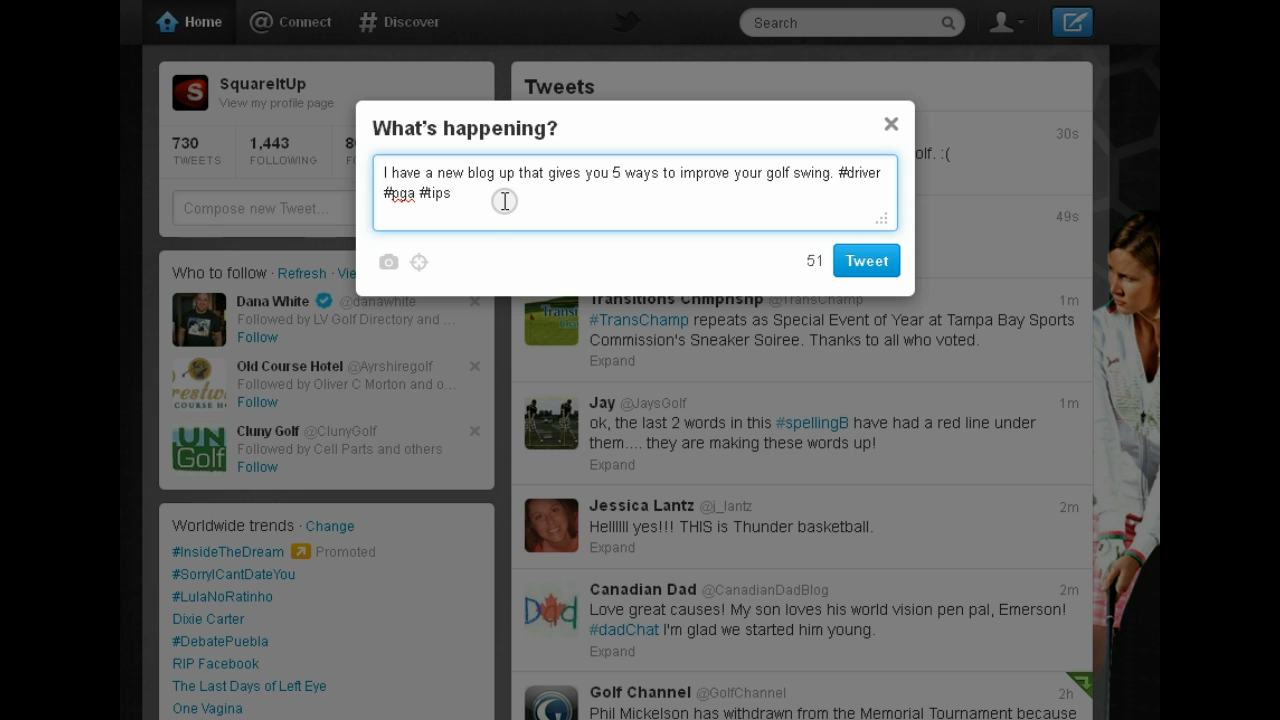 Home
Connect
Discover
Search
SquareItUp
View my profile page
730
TWEETS
1,443
FOLLOWING
Compose new Tweet...
Who to follow · Refresh ·
Dana White @danawhite
Followed by LV Golf Directory and ...
Follow
Old Course Hotel @Ayrshiregolf
Followed by Oliver C Morton and o...
Follow
Cluny Golf @ClunyGolf
Followed by Cell Parts and others
Follow
Worldwide trends · Change
#InsideTheDream Promoted
#SorryICantDateYou
#LulaNoRatinho
Dixie Carter
#DebatePuebla
RIP Facebook
The Last Days of Left Eye
One Vagina
What's happening?
I have a new blog up that gives you 5 ways to improve your golf swing. #driver
#pga #tips
51
Tweet
Tweets
30s
:(
49s
Transitions Chmpnshp @TransChamp
1m
#TransChamp repeats as Special Event of Year at Tampa Bay Sports
Commission's Sneaker Soiree. Thanks to all who voted.
Expand
Jay @JaysGolf
1m
ok, the last 2 words in this #spellingB have had a red line under
them.... they are making these words up!
Expand
Jessica Lantz @j_lantz
2m
Helllllll yes!!! THIS is Thunder basketball.
Expand
Canadian Dad @CanadianDadBlog
2m
Love great causes! My son loves his world vision pen pal, Emerson!
#dadChat I'm glad we started him young.
Expand
Golf Channel @GolfChannel
2h
Phil Mickelson has withdrawn from the Memorial Tournament because